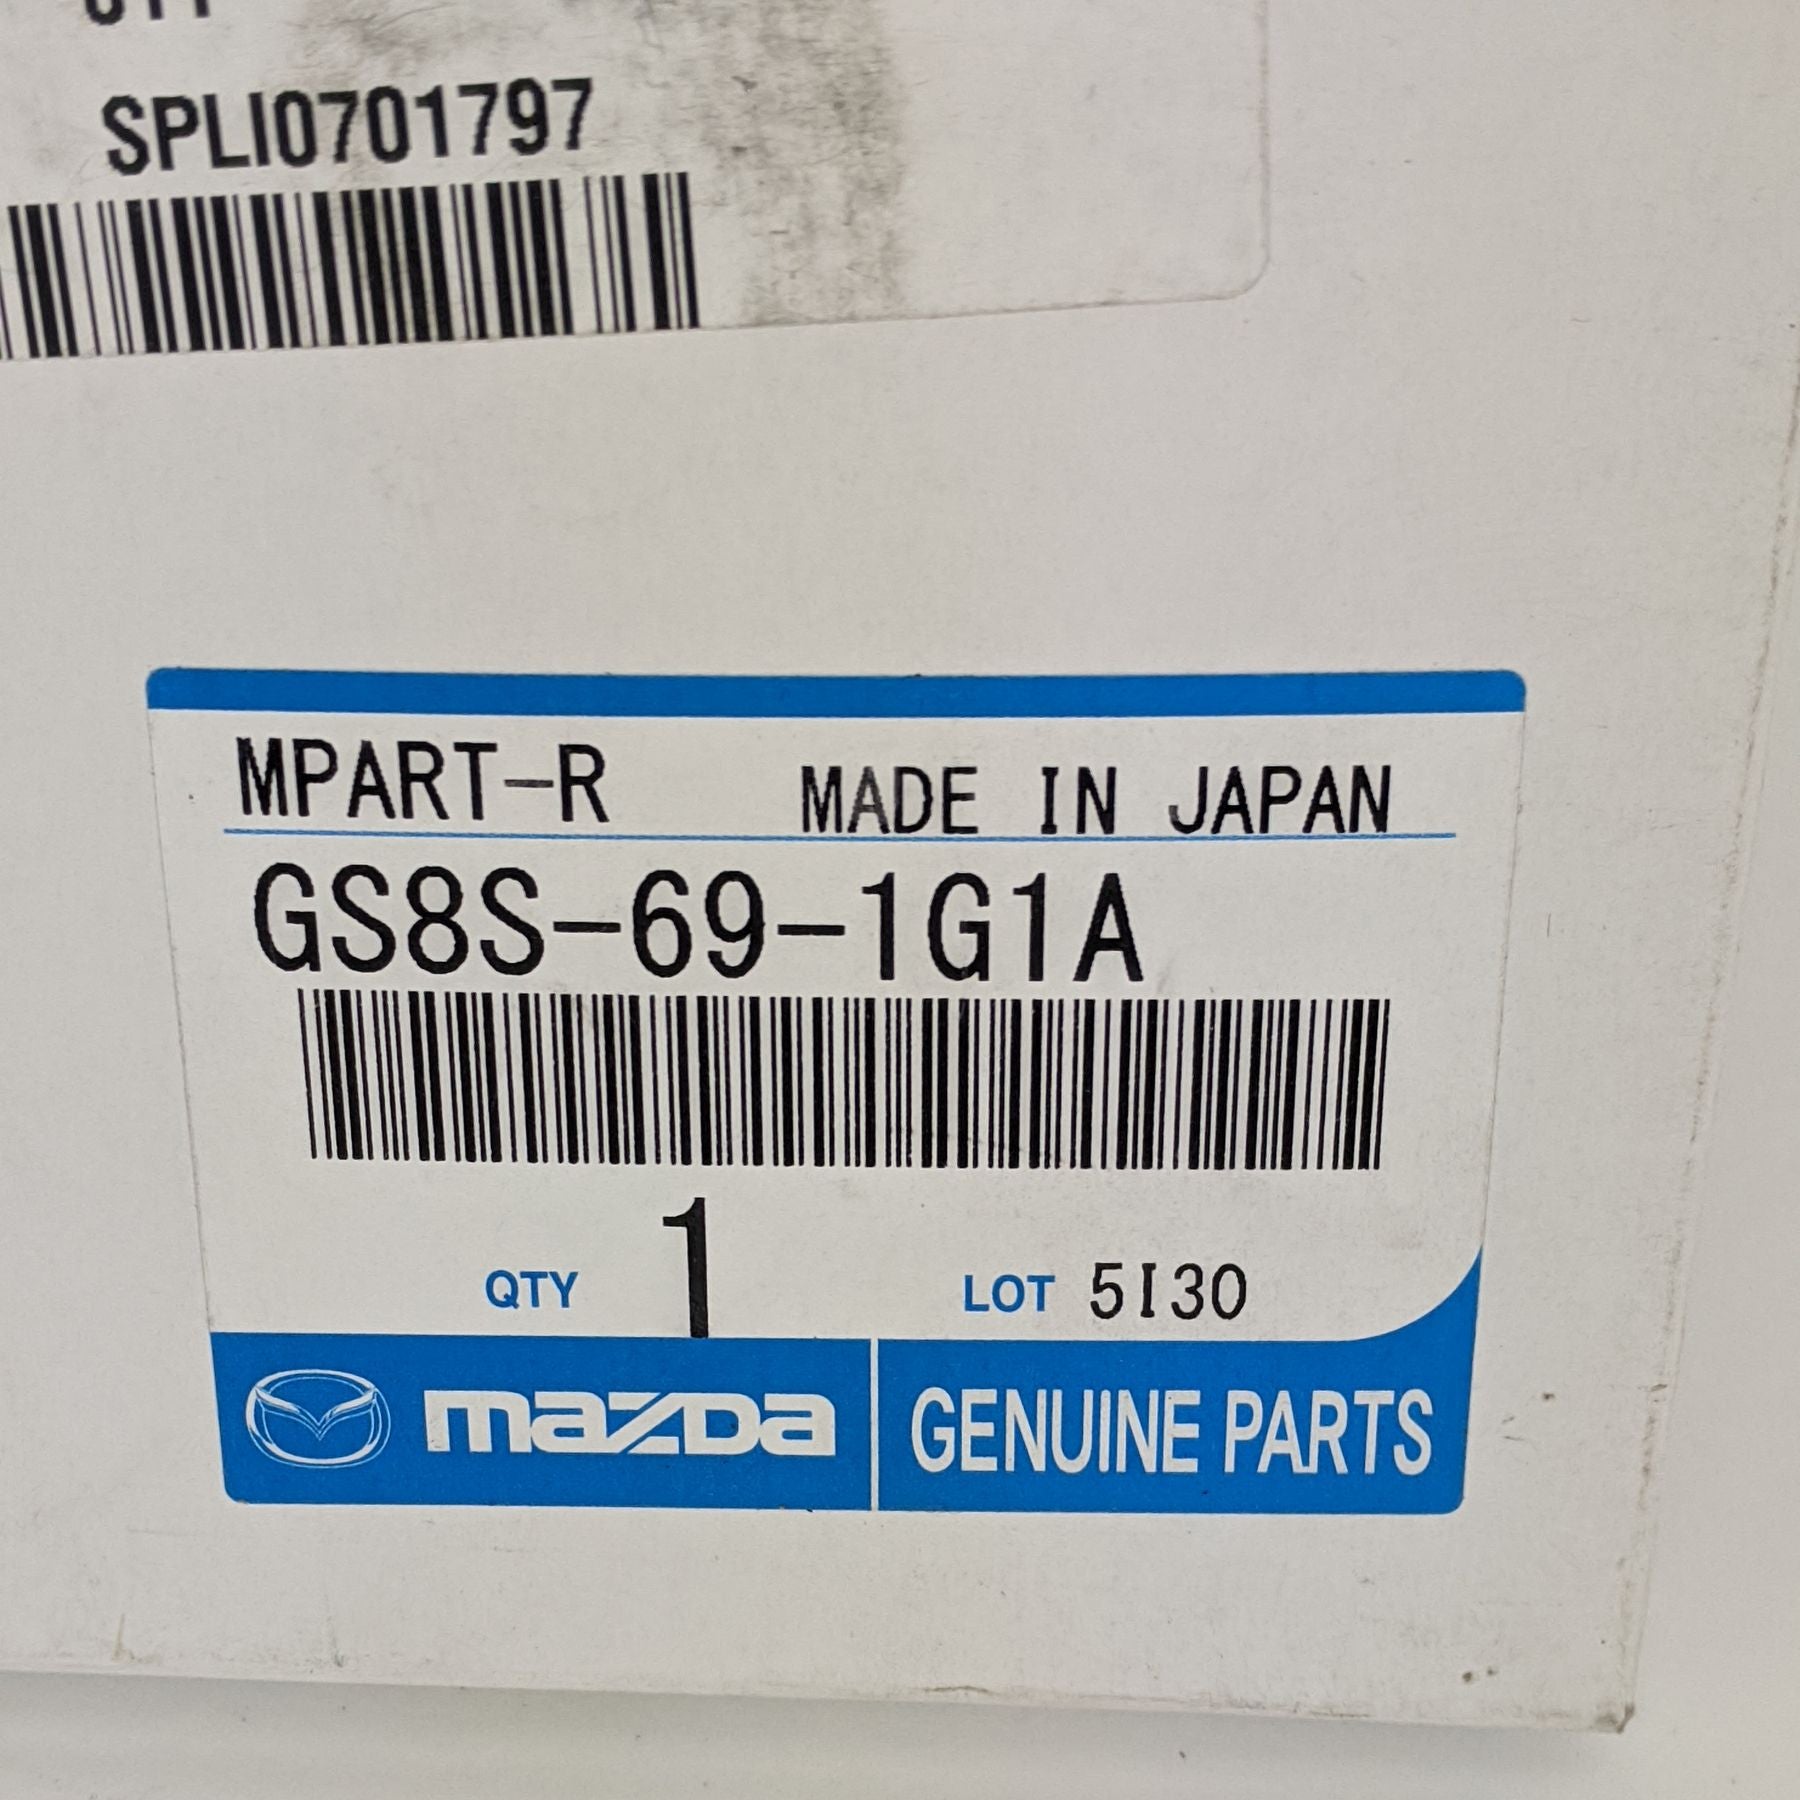 SPLI0701797
MPART-R MADE IN JAPAN
GS8S-69-1G1A
QTY 1 LOT 5I30
mazda GENUINE PARTS